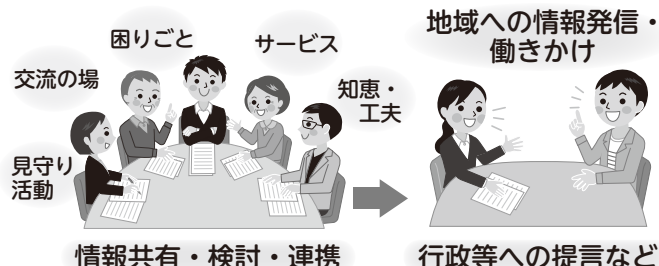 困りごと
サービス
交流の場
知恵・
工夫
見守り
活動
情報共有・検討・連携
地域への情報発信・
働きかけ
行政等への提言など